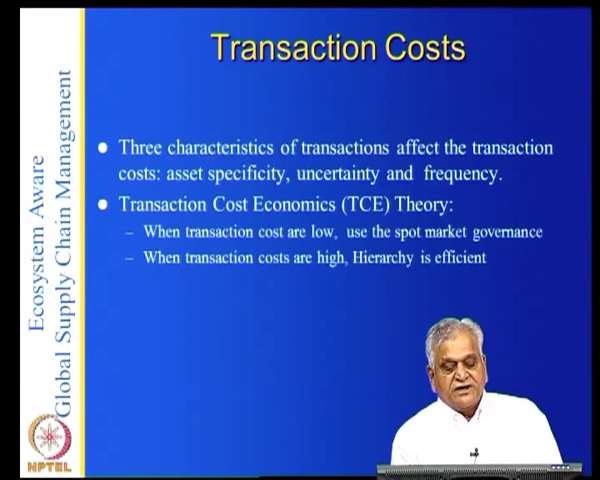 Transaction Costs
Three characteristics of transactions affect the transaction
costs: asset specificity, uncertainty and frequency.
Transaction Cost Economics (TCE) Theory:
– When transaction cost are low, use the spot market governance
– When transaction costs are high, Hierarchy is efficient
Ecosystem Aware
Global Supply Chain Management
NPTEL